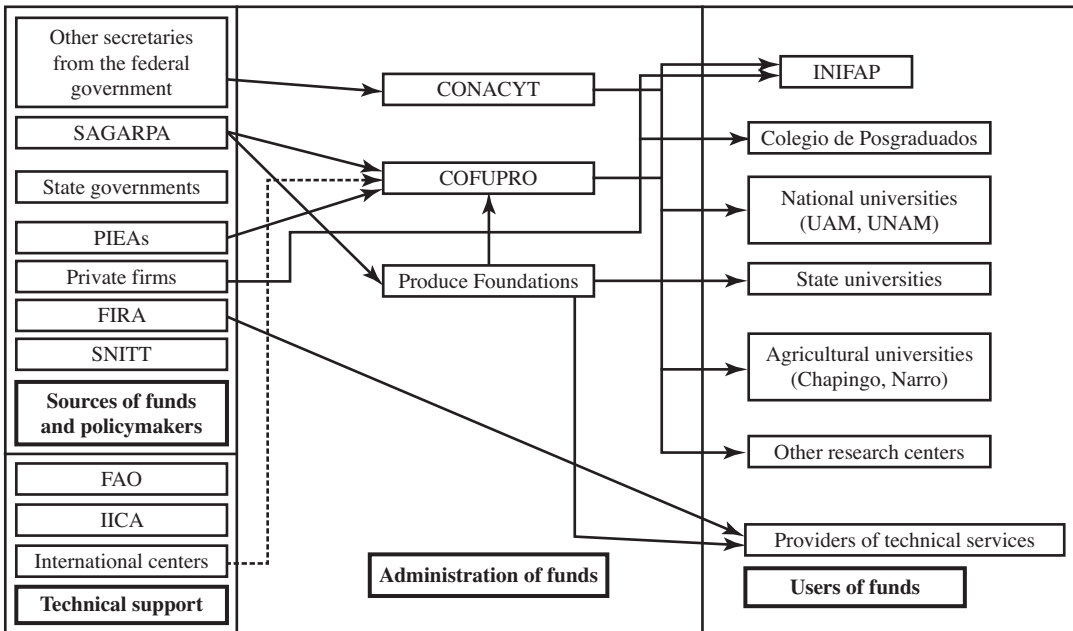 Other secretaries
from the federal
government
SAGARPA
State governments
PIEAs
Private firms
FIRA
SNITT
Sources of funds
and policymakers
FAO
IICA
International centers
Technical support
CONACYT
COFUPRO
Produce Foundations
Administration of funds
INIFAP
Colegio de Posgraduados
National universities
(UAM, UNAM)
State universities
Agricultural universities
(Chapingo, Narro)
Other research centers
Providers of technical services
Users of funds